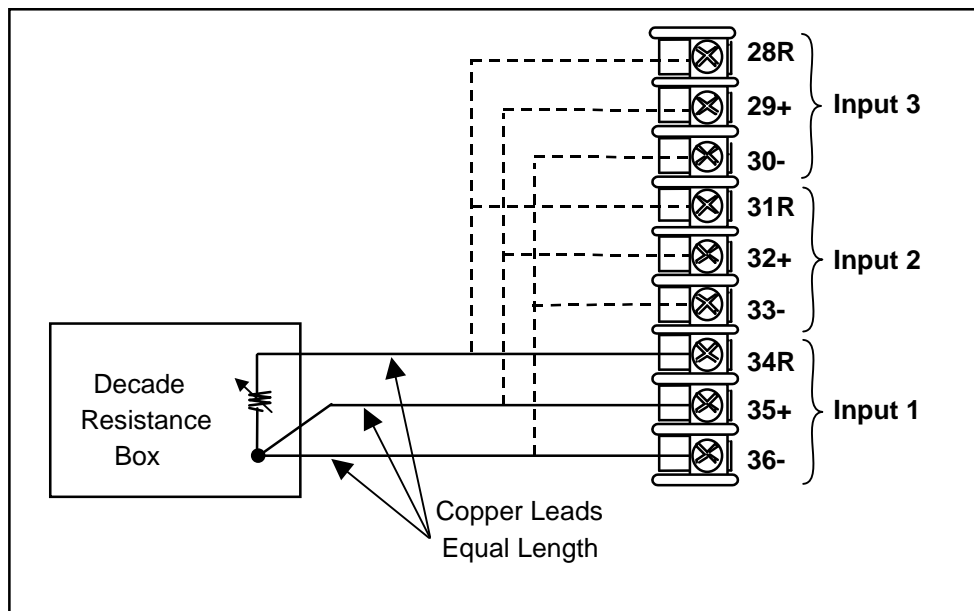 28R
29+
Input 3
30-
31R
32+
Input 2
33-
34R
35+
Input 1
36-
Decade
Resistance
Box
Copper Leads
Equal Length